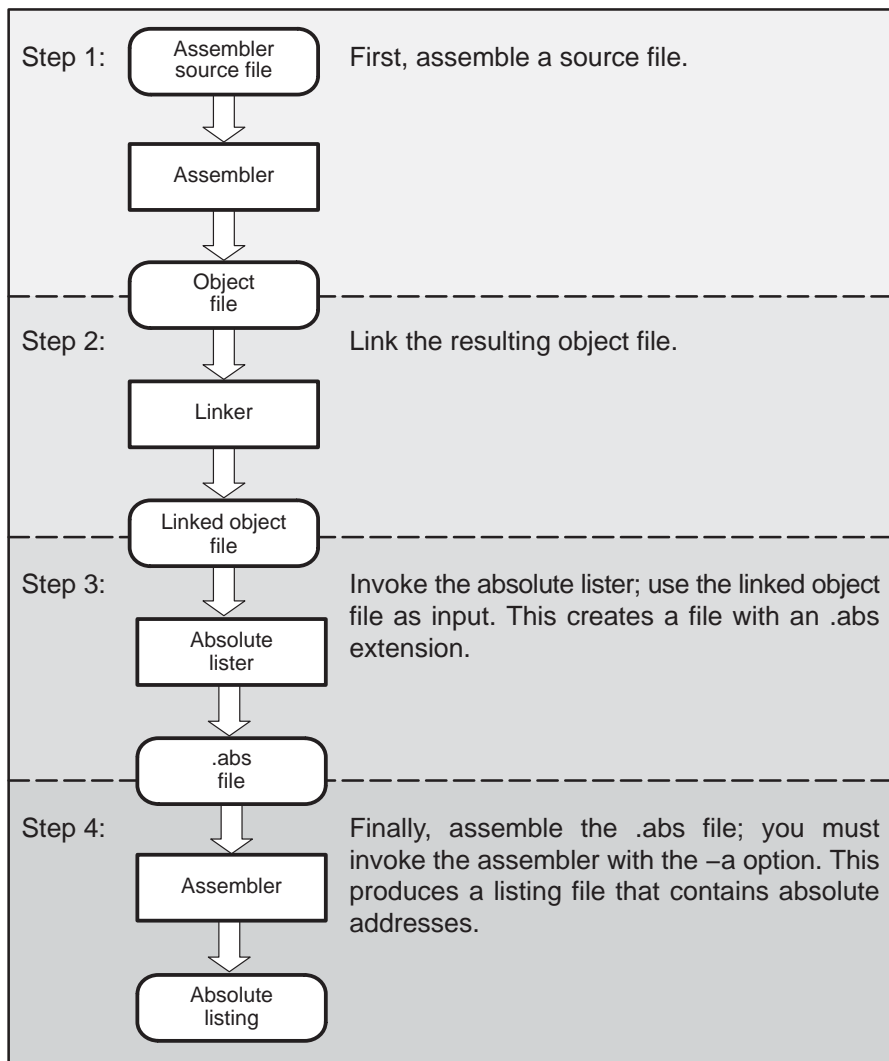 Step 1:
Assembler
source file
First, assemble a source file.
Assembler
Object
file
Step 2:
Link the resulting object file.
Linker
Linked object
file
Step 3:
Invoke the absolute lister; use the linked object
file as input. This creates a file with an .abs
extension.
Absolute
lister
.abs
file
Step 4:
Finally, assemble the .abs file; you must
invoke the assembler with the −a option. This
produces a listing file that contains absolute
addresses.
Assembler
Absolute
listing